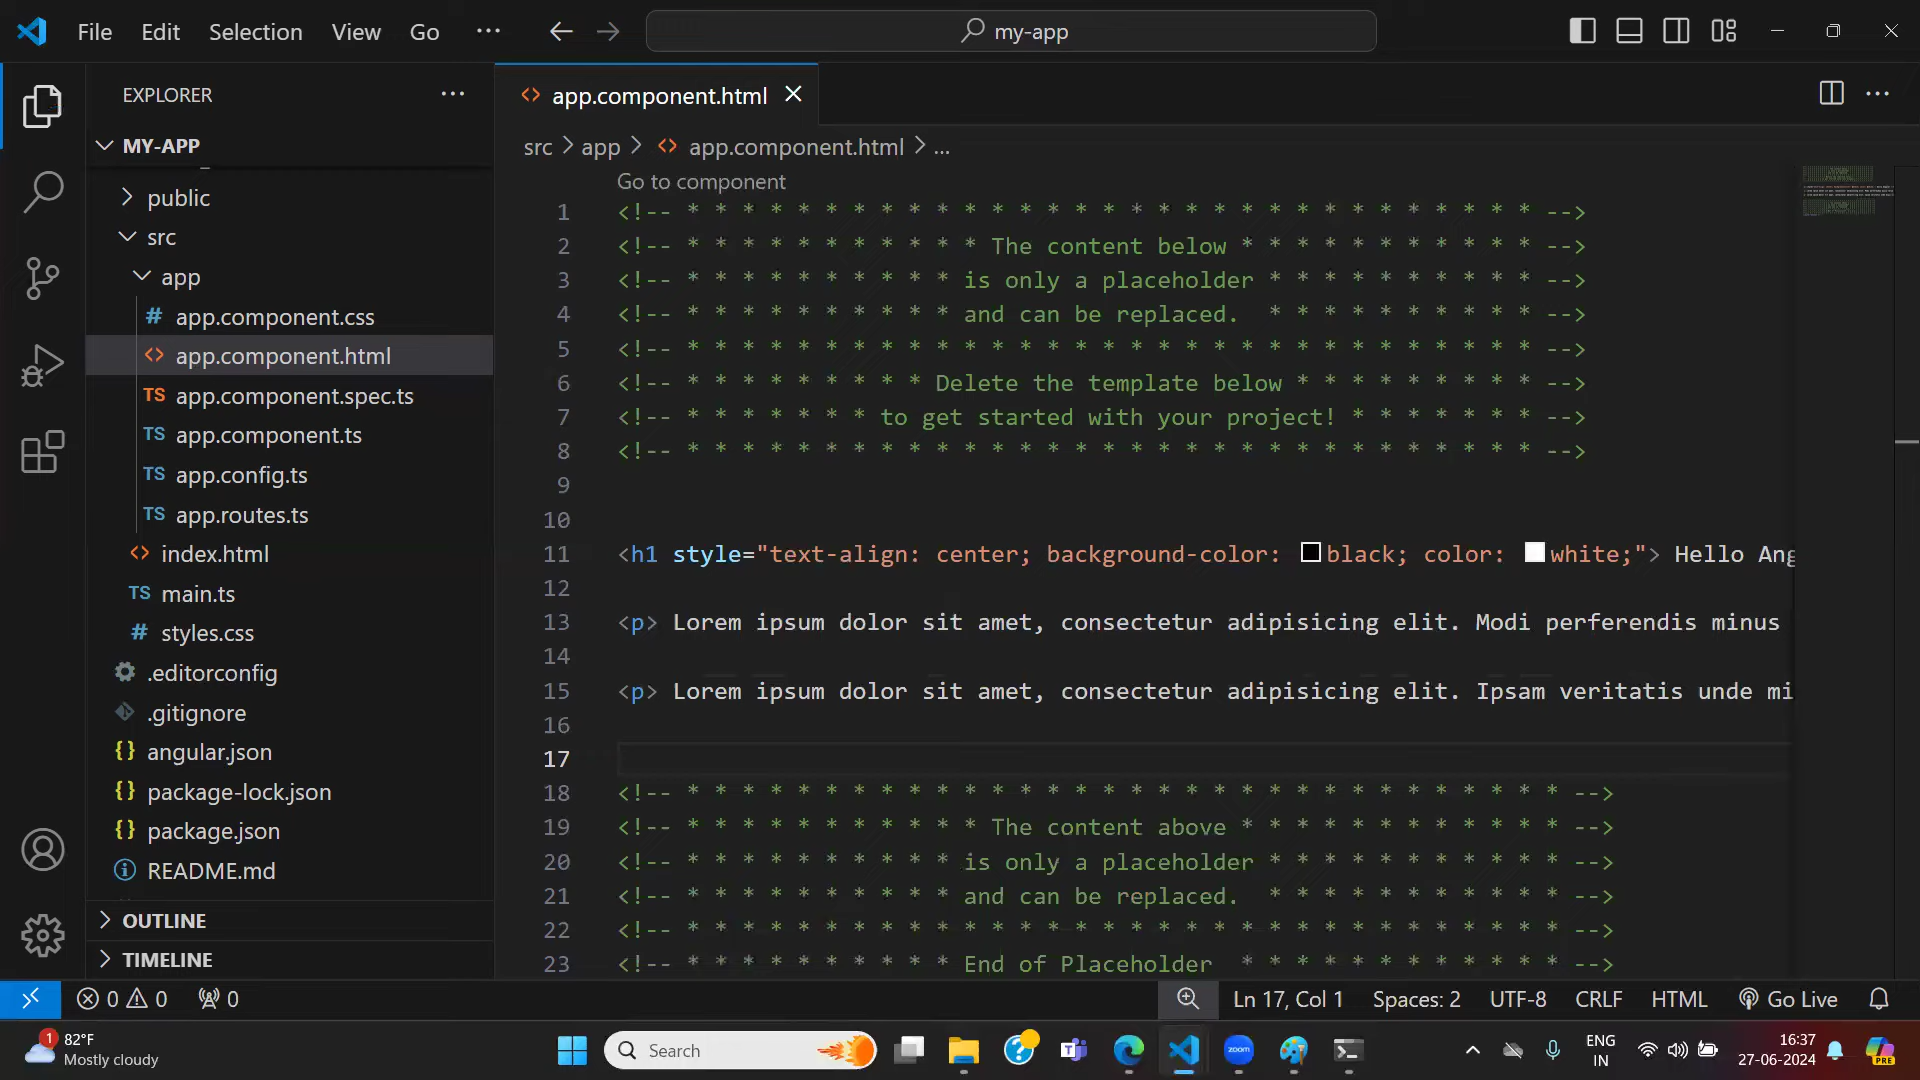 File Edit Selection View Go ··· my-app
EXPLORER ···
MY-APP
public
src
app
app.component.css
app.component.html
TS app.component.spec.ts
TS app.component.ts
TS app.config.ts
TS app.routes.ts
index.html
TS main.ts
# styles.css
.editorconfig
.gitignore
{} angular.json
{} package-lock.json
{} package.json
README.md
OUTLINE
TIMELINE
app.component.html
src > app > app.component.html > ...
Go to component
1 <!-- * * * * * * * * * * * * * * * * * * * * * * * * * * * * * * * -->
2 <!-- * * * * * * * * * * * The content below * * * * * * * * * * * -->
3 <!-- * * * * * * * * * * is only a placeholder * * * * * * * * * * -->
4 <!-- * * * * * * * * * * and can be replaced.  * * * * * * * * * * -->
5 <!-- * * * * * * * * * * * * * * * * * * * * * * * * * * * * * * * -->
6 <!-- * * * * * * * * * Delete the template below * * * * * * * * * -->
7 <!-- * * * * * * * to get started with your project! * * * * * * * -->
8 <!-- * * * * * * * * * * * * * * * * * * * * * * * * * * * * * * * -->
9
10
11 <h1 style="text-align: center; background-color: black; color: white;"> Hello Ang
12
13 <p> Lorem ipsum dolor sit amet, consectetur adipisicing elit. Modi perferendis minus
14
15 <p> Lorem ipsum dolor sit amet, consectetur adipisicing elit. Ipsam veritatis unde mi
16
17
18 <!-- * * * * * * * * * * * * * * * * * * * * * * * * * * * * * * * * -->
19 <!-- * * * * * * * * * * * The content above * * * * * * * * * * * * -->
20 <!-- * * * * * * * * * * is only a placeholder * * * * * * * * * * * -->
21 <!-- * * * * * * * * * * and can be replaced.  * * * * * * * * * * * -->
22 <!-- * * * * * * * * * * * * * * * * * * * * * * * * * * * * * * * * -->
23 <!-- * * * * * * * * * * End of Placeholder  * * * * * * * * * * * * -->
0 0 0 Ln 17, Col 1 Spaces: 2 UTF-8 CRLF HTML Go Live
1 82°F
Mostly cloudy
Search
zoom
ENG
IN
16:37
27-06-2024
PRE